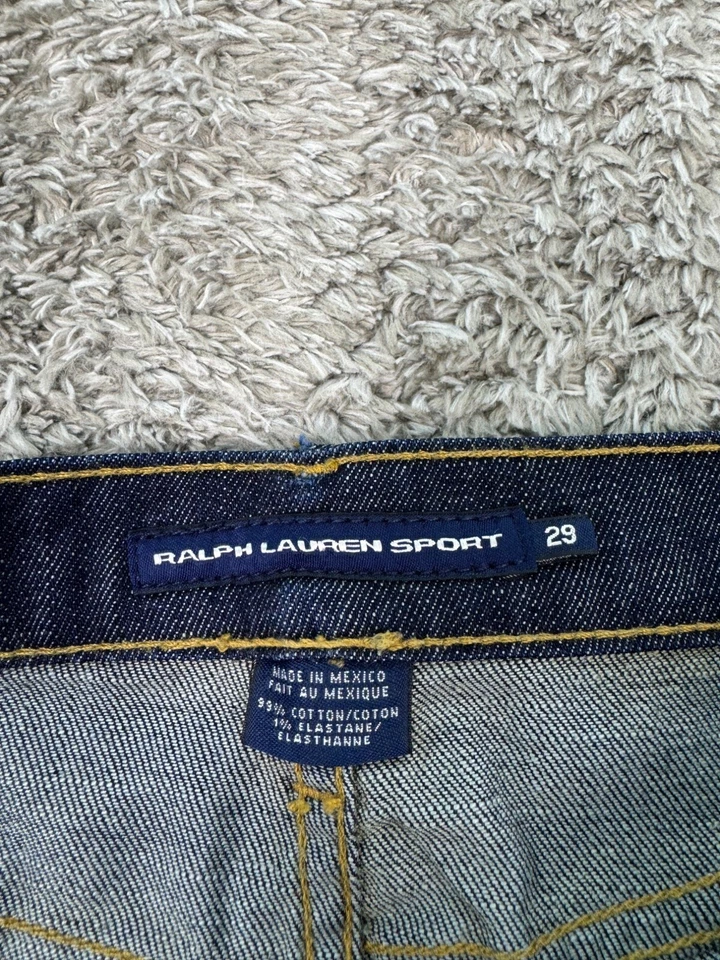 RALPH LAUREN SPORT 29
MADE IN MEXICO
FAIT AU MEXIQUE
99% COTTON/COTON
1% ELASTANE/
ELASTHANNE